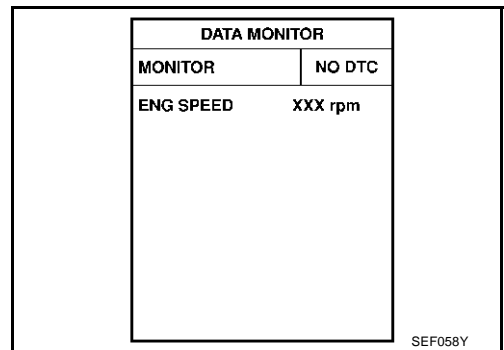 DATA MONITOR
MONITOR NO DTC
ENG SPEED XXX rpm
SEF058Y